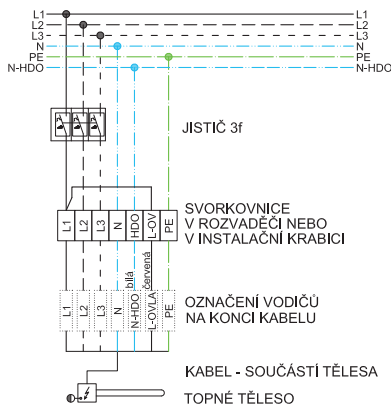 L1 L1
L2 L2
L3 L3
N N
PE PE
N-HDO N-HDO
JISTIČ 3f
L1 L2 L3 N HDO L-OV PE
SVORKOVNICE
V ROZVADĚČI NEBO
V INSTALAČNÍ KRABICI
bílá červená
L1 L2 L3 N N-HDO L-OVLA PE
OZNAČENÍ VODIČŮ
NA KONCI KABELU
KABEL - SOUČÁSTÍ TĚLESA
TOPNÉ TĚLESO